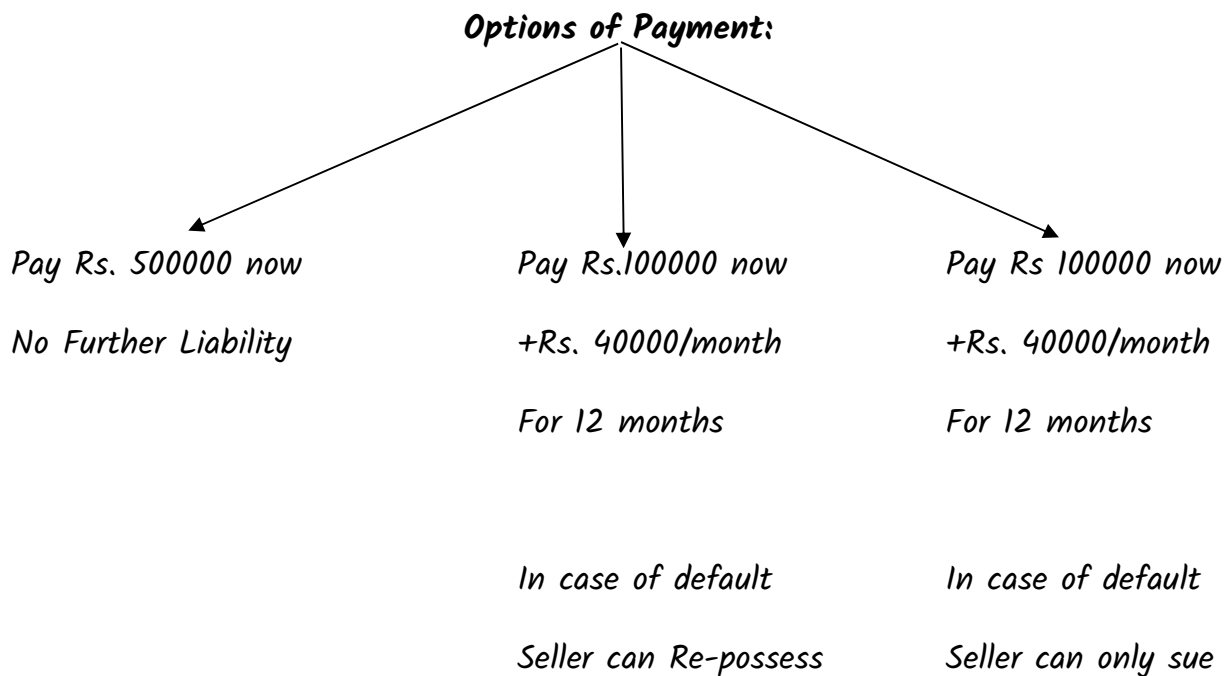 Options of Payment:
Pay Rs. 500000 now
No Further Liability
Pay Rs.100000 now
+Rs. 40000/month
For 12 months
In case of default
Seller can Re-possess
Pay Rs 100000 now
+Rs. 40000/month
For 12 months
In case of default
Seller can only sue